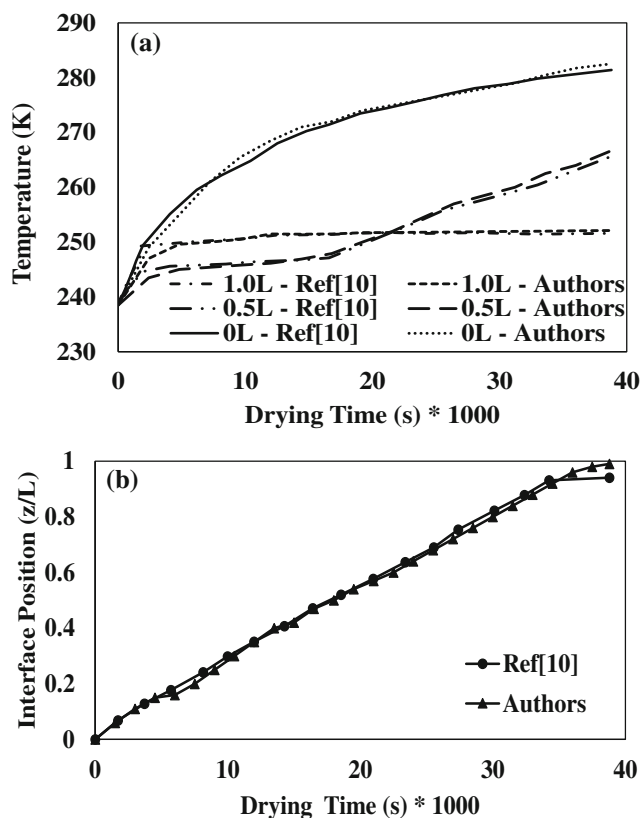 (a)
290
280
270
260
250
240
230
Temperature (K)
1.0L - Ref[10]
1.0L - Authors
0.5L - Ref[10]
0.5L - Authors
0L - Ref[10]
0L - Authors
0 10 20 30 40
Drying Time (s) * 1000
(b)
1
0.8
0.6
0.4
0.2
0
Interface Position (z/L)
Ref[10]
Authors
0 10 20 30 40
Drying Time (s) * 1000